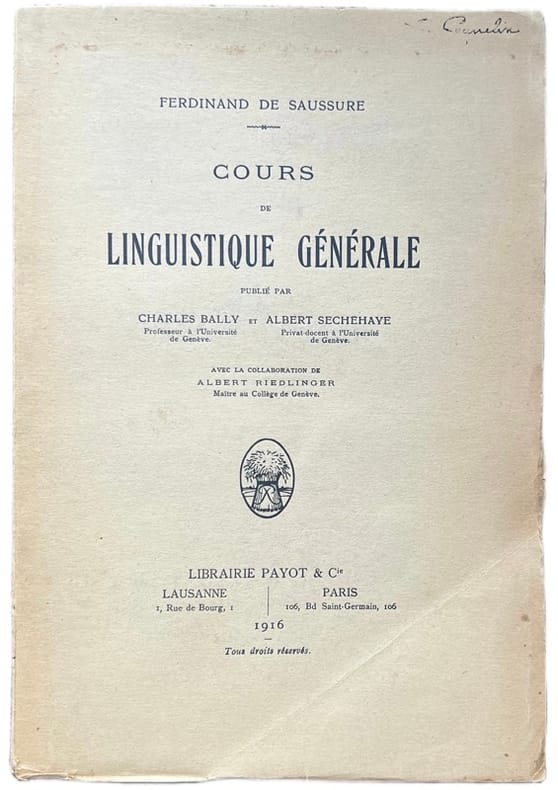 FERDINAND DE SAUSSURE
COURS
DE
LINGUISTIQUE GÉNÉRALE
PUBLIÉ PAR
CHARLES BALLY ET ALBERT SECHEHAYE
Professeur à l'Université Privat-docent à l'Université
de Genève. de Genève.
AVEC LA COLLABORATION DE
ALBERT RIEDLINGER
Maître au Collège de Genève.
LIBRAIRIE PAYOT & Cie
LAUSANNE PARIS
1, Rue de Bourg, 1 106, Bd Saint-Germain, 106
1916
Tous droits réservés.